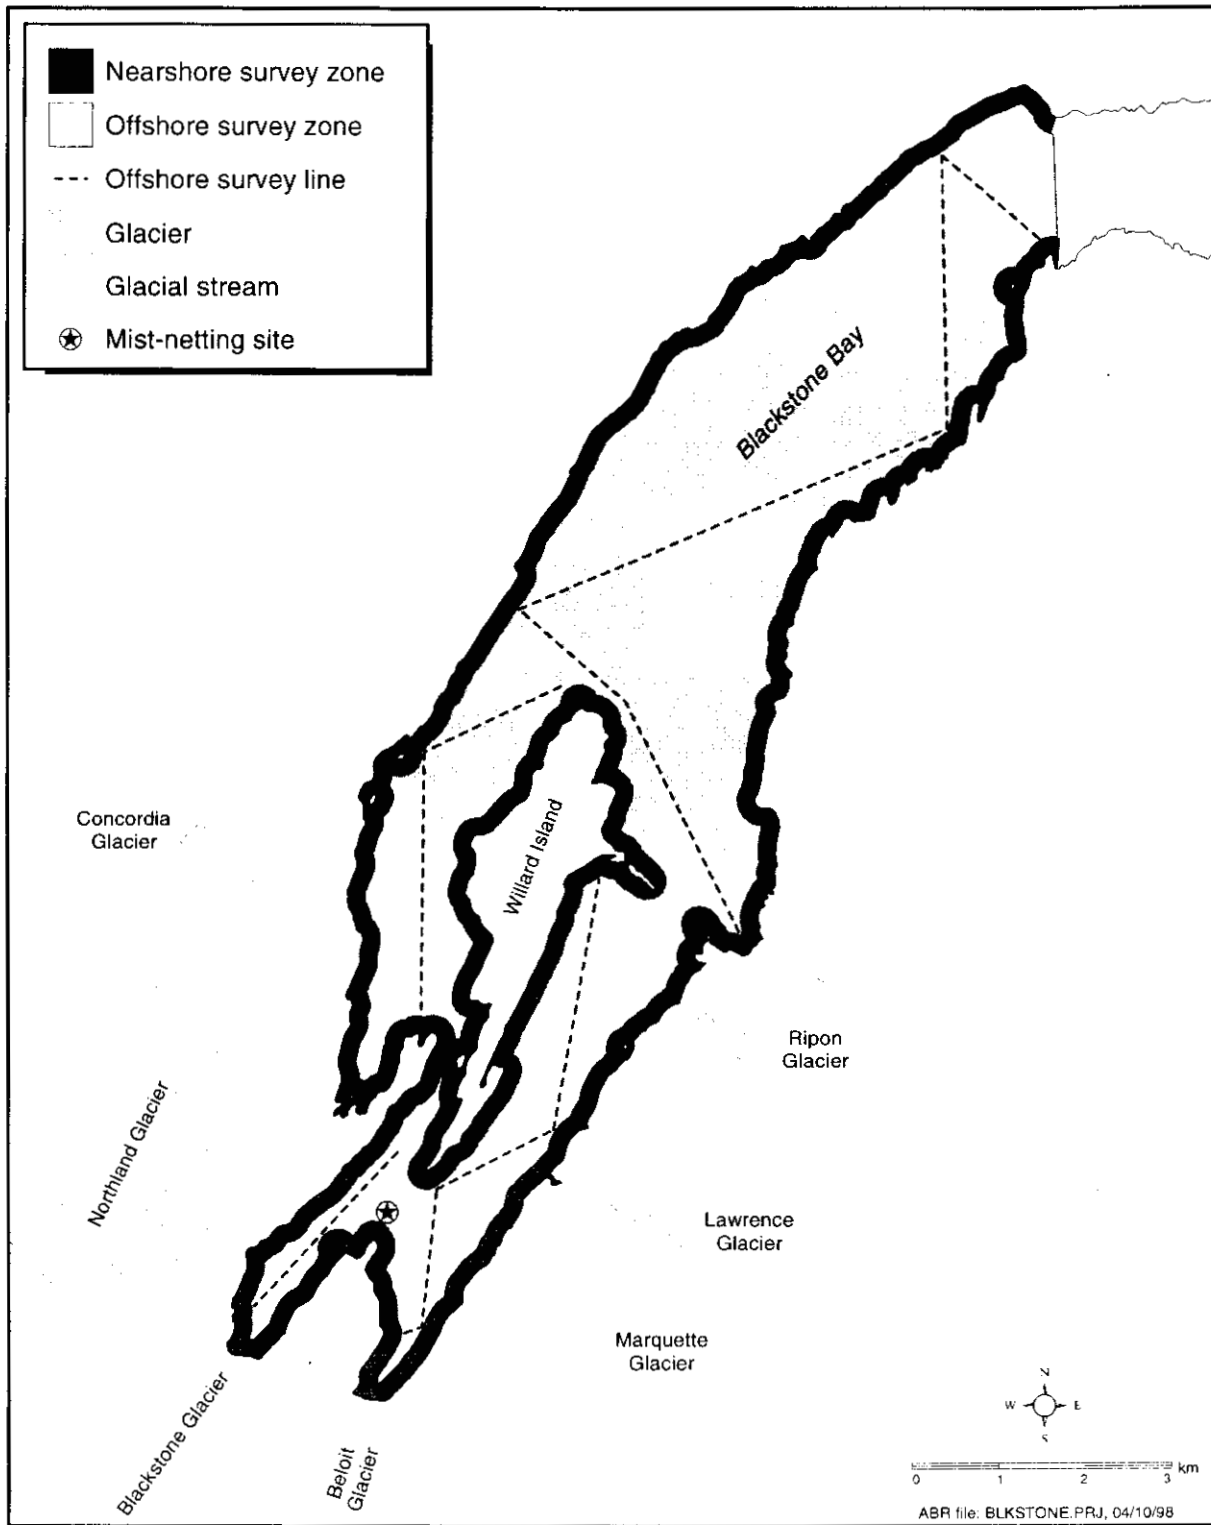 Nearshore survey zone
Offshore survey zone
Offshore survey line
Glacier
Glacial stream
Mist-netting site
Blackstone Bay
Willard Island
Concordia
Glacier
Ripon
Glacier
Northland Glacier
Lawrence
Glacier
Marquette
Glacier
Blackstone Glacier
Beloit
Glacier
N
W
E
S
0
1
2
3
km
ABR file: BLKSTONE.PRJ, 04/10/98